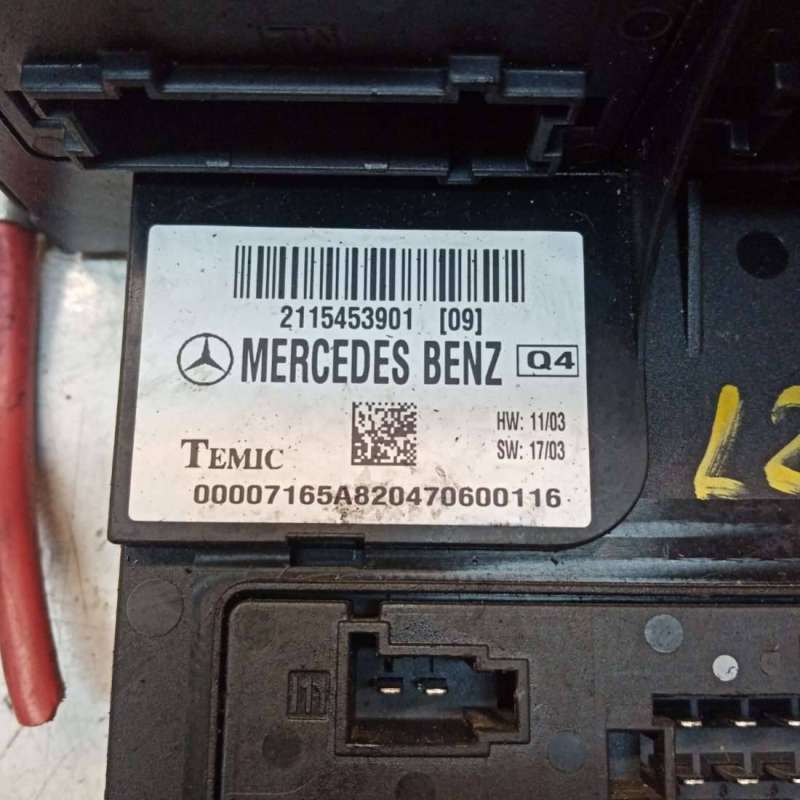 2115453901 [09]
MERCEDES BENZ Q4
HW: 11/03
SW: 17/03
TEMIC
00007165A820470600116